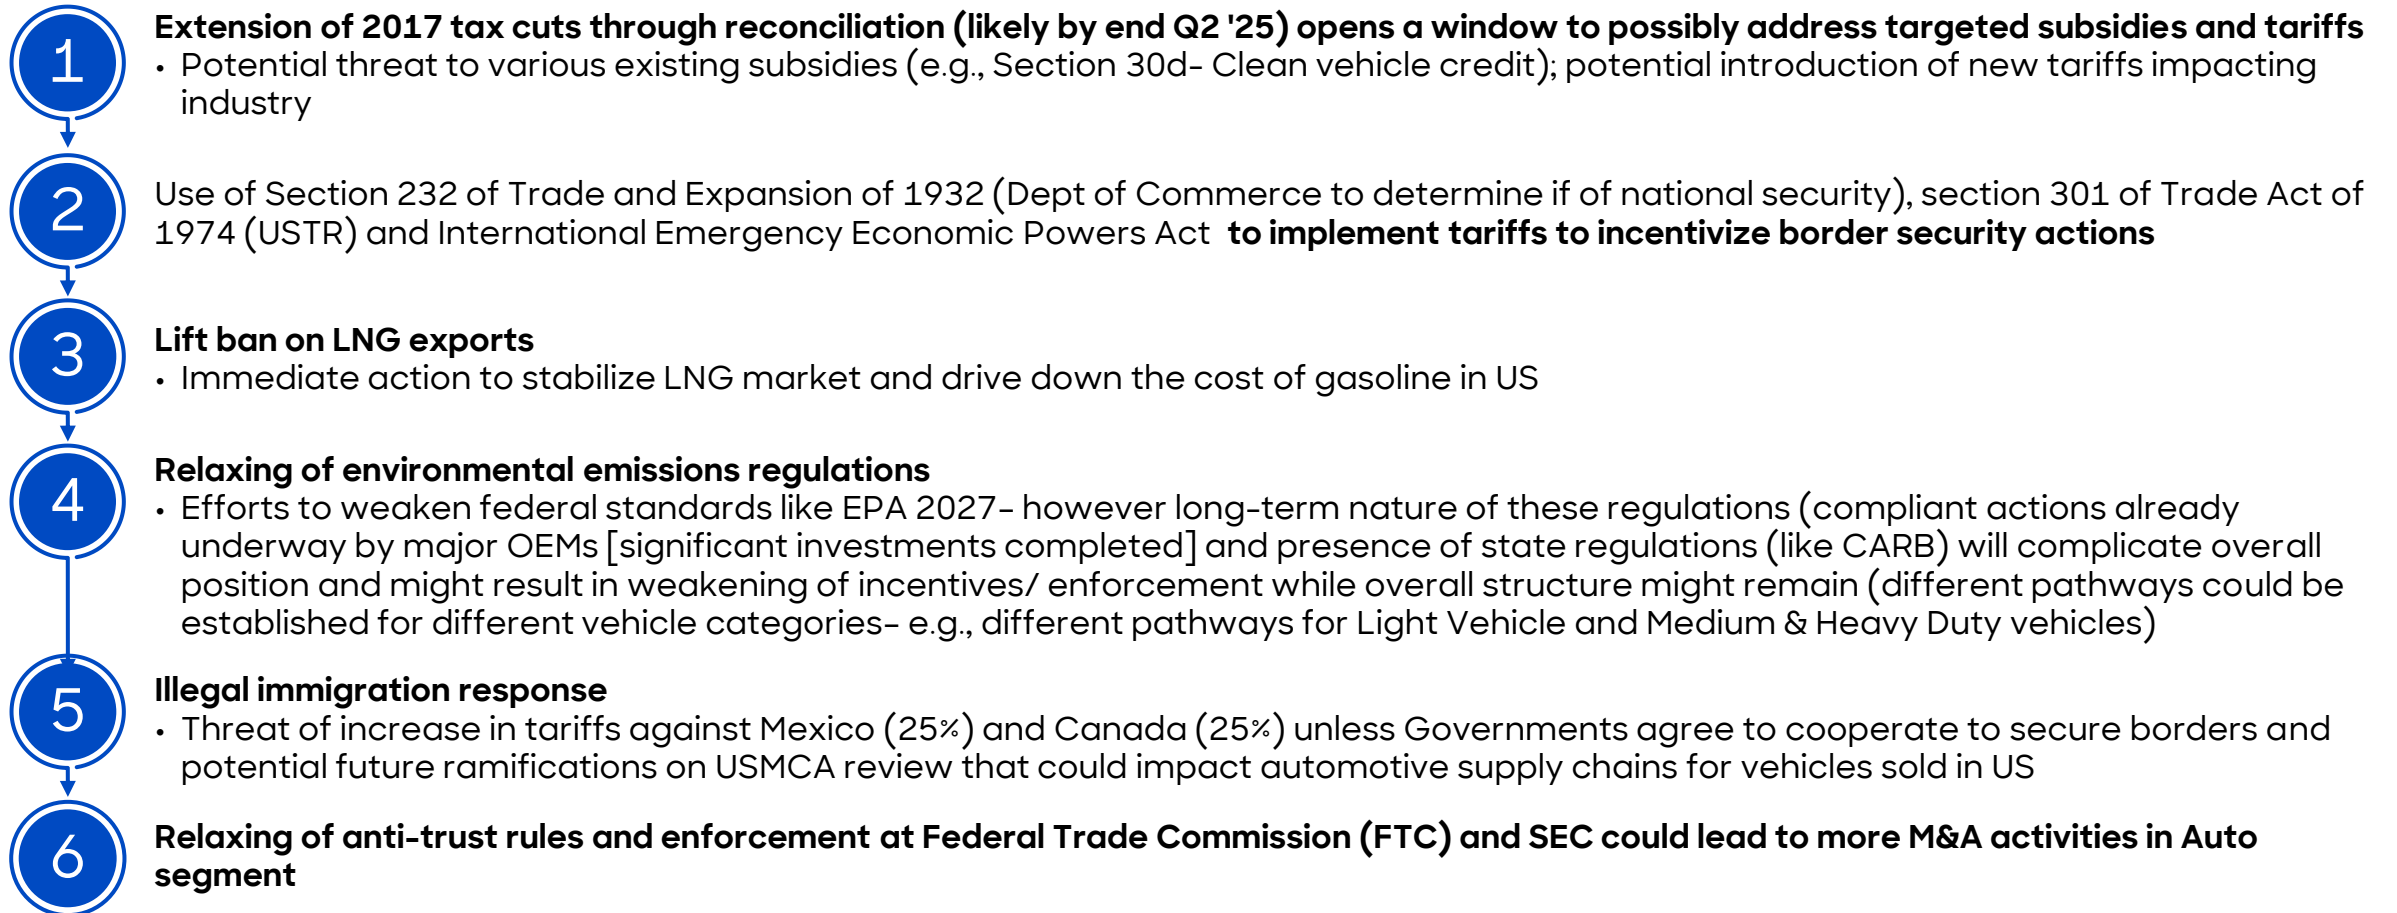 1
Extension of 2017 tax cuts through reconciliation (likely by end Q2 '25) opens a window to possibly address targeted subsidies and tariffs
• Potential threat to various existing subsidies (e.g., Section 30d- Clean vehicle credit); potential introduction of new tariffs impacting
industry
2
Use of Section 232 of Trade and Expansion of 1932 (Dept of Commerce to determine if of national security), section 301 of Trade Act of
1974 (USTR) and International Emergency Economic Powers Act to implement tariffs to incentivize border security actions
3
Lift ban on LNG exports
• Immediate action to stabilize LNG market and drive down the cost of gasoline in US
4
Relaxing of environmental emissions regulations
• Efforts to weaken federal standards like EPA 2027- however long-term nature of these regulations (compliant actions already
underway by major OEMs [significant investments completed] and presence of state regulations (like CARB) will complicate overall
position and might result in weakening of incentives/ enforcement while overall structure might remain (different pathways could be
established for different vehicle categories- e.g., different pathways for Light Vehicle and Medium & Heavy Duty vehicles)
5
Illegal immigration response
• Threat of increase in tariffs against Mexico (25%) and Canada (25%) unless Governments agree to cooperate to secure borders and
potential future ramifications on USMCA review that could impact automotive supply chains for vehicles sold in US
6
Relaxing of anti-trust rules and enforcement at Federal Trade Commission (FTC) and SEC could lead to more M&A activities in Auto
segment